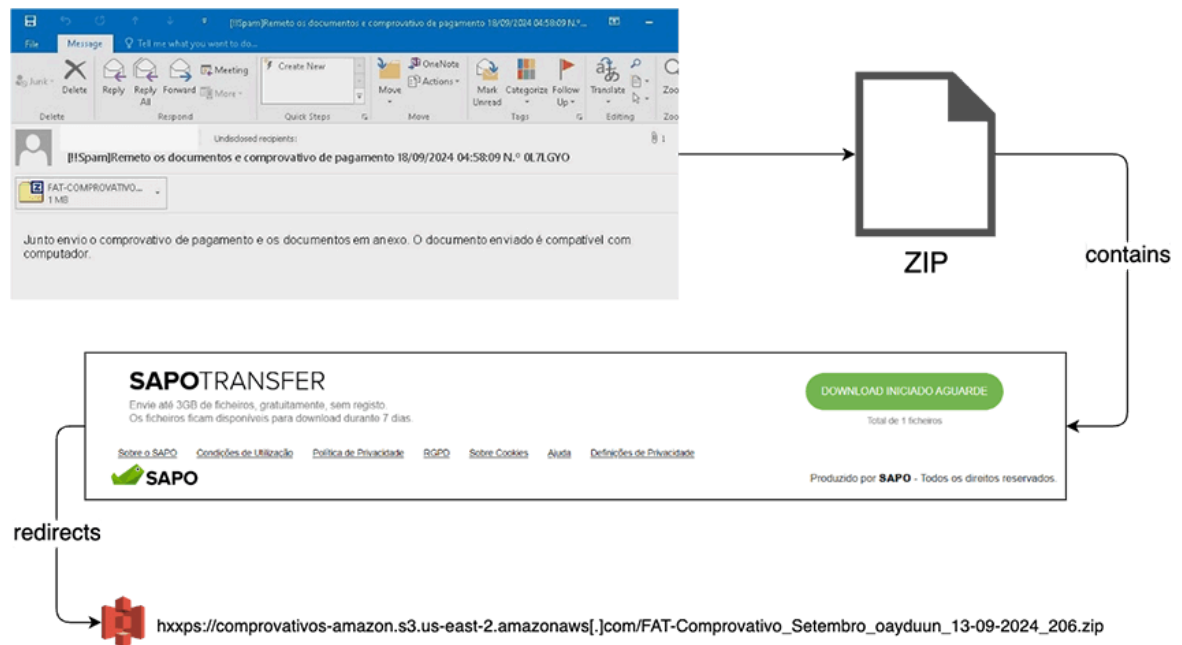 [!!Spam]Remeto os documentos e comprovativo de pagamento 18/09/2024 04:58:09 N.º...
File Message Tell me what you want to do...
Junk
Delete
Reply
Reply All
Forward
Meeting
More
Create New
Move
OneNote
Actions
Mark Unread
Categorize
Follow Up
Translate
Zoo
Delete Respond Quick Steps Move Tags Editing Zoo
Undisclosed recipients:
1
[!!Spam]Remeto os documentos e comprovativo de pagamento 18/09/2024 04:58:09 N.º 0L7LGYO
FAT-COMPROVATIVO...
1 MB
Junto envio o comprovativo de pagamento e os documentos em anexo. O documento enviado é compatível com
computador.
ZIP
contains
SAPOTRANSFER
Envie até 3GB de ficheiros, gratuitamente, sem registo.
Os ficheiros ficam disponíveis para download durante 7 dias.
DOWNLOAD INICIADO AGUARDE
Total de 1 ficheiros
Sobre o SAPO Condições de Utilização Política de Privacidade RGPD Sobre Cookies Ajuda Definições de Privacidade
SAPO
Produzido por SAPO - Todos os direitos reservados.
redirects
hxxps://comprovativos-amazon.s3.us-east-2.amazonaws[.]com/FAT-Comprovativo_Setembro_oayduun_13-09-2024_206.zip